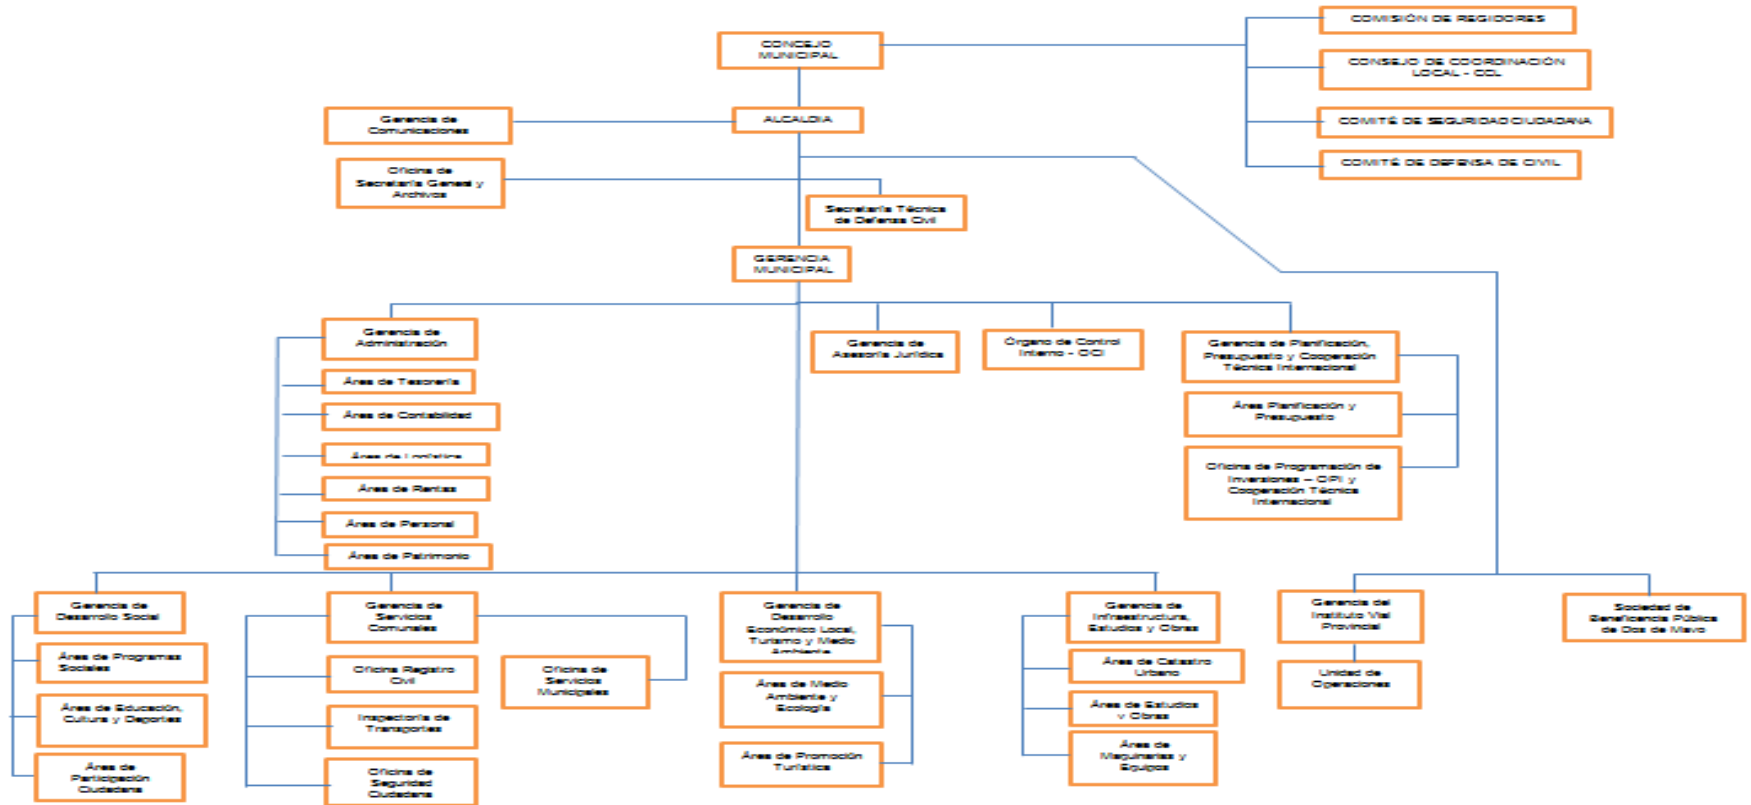 CONCEJO
MUNICIPAL
COMISIÓN DE REGIDORES
CONSEJO DE COORDINACIÓN
LOCAL - CCL
COMITÉ DE SEGURIDAD CIUDADANA
COMITÉ DE DEFENSA DE CIVIL
ALCALDIA
Gerencia de
Comunicaciones
Oficina de
Secretaría General y
Archivos
Secretaría Técnica
de Defensa Civil
GERENCIA
MUNICIPAL
Gerencia de
Administración
Área de Tesorería
Área de Contabilidad
Área de Logística
Área de Rentas
Área de Personal
Área de Patrimonio
Gerencia de
Asesoría Jurídica
Órgano de Control
Interno - OCI
Gerencia de Planificación,
Presupuesto y Cooperación
Técnica Internacional
Área Planificación y
Presupuesto
Oficina de Programación de
Inversiones – OPI y
Cooperación Técnica
Internacional
Gerencia de
Desarrollo Social
Área de Programas
Sociales
Área de Educación,
Cultura y Deportes
Área de
Participación
Ciudadana
Gerencia de
Servicios
Comunales
Oficina Registro
Civil
Inspectoría de
Transportes
Oficina de
Seguridad
Ciudadana
Oficina de
Servicios
Municipales
Gerencia de
Desarrollo
Económico Local,
Turismo y Medio
Ambiente
Área de Medio
Ambiente y
Ecología
Área de Promoción
Turística
Gerencia de
Infraestructura,
Estudios y Obras
Área de Catastro
Urbano
Área de Estudios
y Obras
Área de
Maquinarias y
Equipos
Gerencia del
Instituto Vial
Provincial
Unidad de
Operaciones
Sociedad de
Beneficencia Pública
de Dos de Mayo